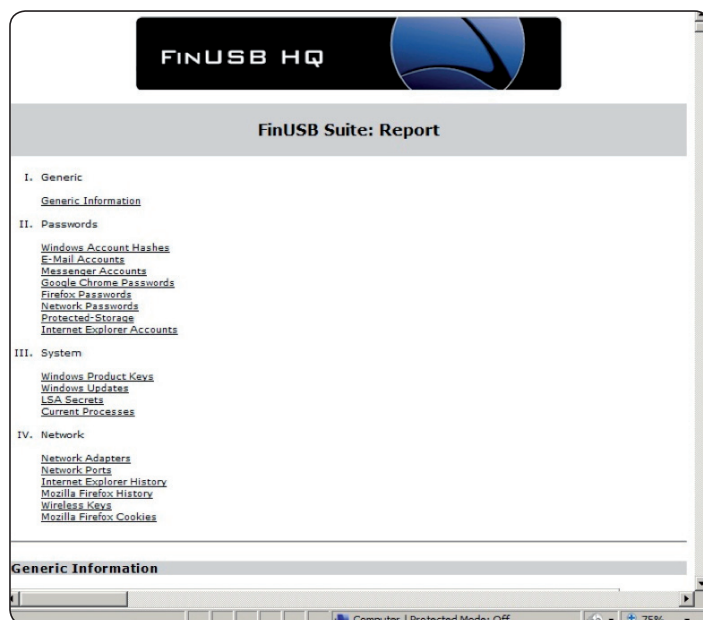 FINUSB HQ
FinUSB Suite: Report
I. Generic
Generic Information
II. Passwords
Windows Account Hashes
E-Mail Accounts
Messenger Accounts
Google Chrome Passwords
Firefox Passwords
Network Passwords
Protected-Storage
Internet Explorer Accounts
III. System
Windows Product Keys
Windows Updates
LSA Secrets
Current Processes
IV. Network
Network Adapters
Network Ports
Internet Explorer History
Mozilla Firefox History
Wireless Keys
Mozilla Firefox Cookies
Generic Information
Computer | Protected Mode: Off
75%